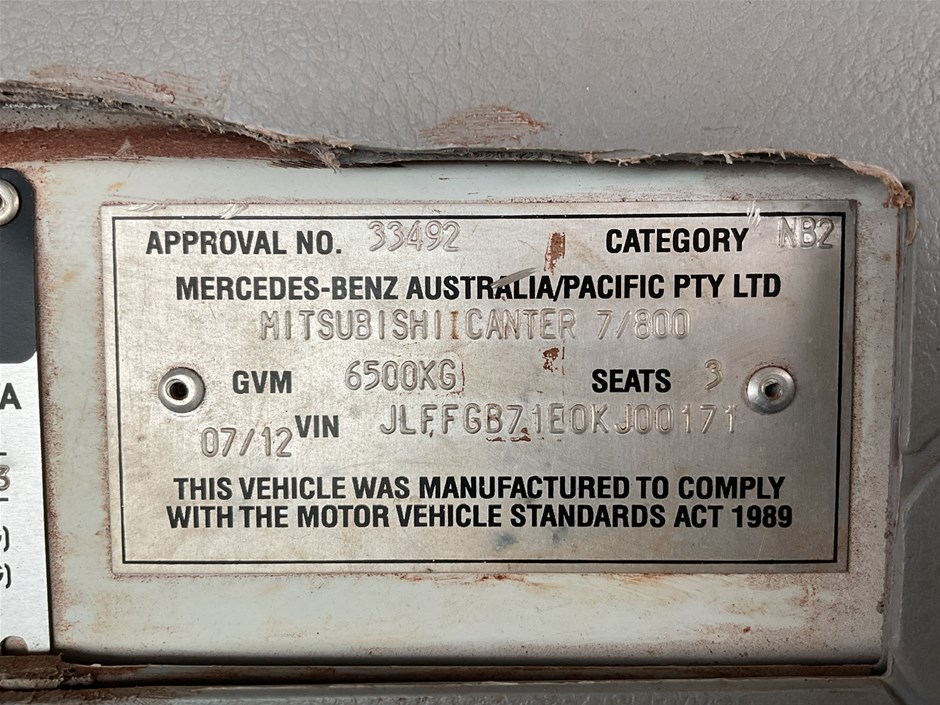 APPROVAL NO. 33492 CATEGORY NB2
MERCEDES-BENZ AUSTRALIA/PACIFIC PTY LTD
MITSUBISHI CANTER 7/800
GVM 6500KG SEATS 3
07/12 VIN JLFFGB71E0KJ00171
THIS VEHICLE WAS MANUFACTURED TO COMPLY
WITH THE MOTOR VEHICLE STANDARDS ACT 1989
A
3
G)
G)